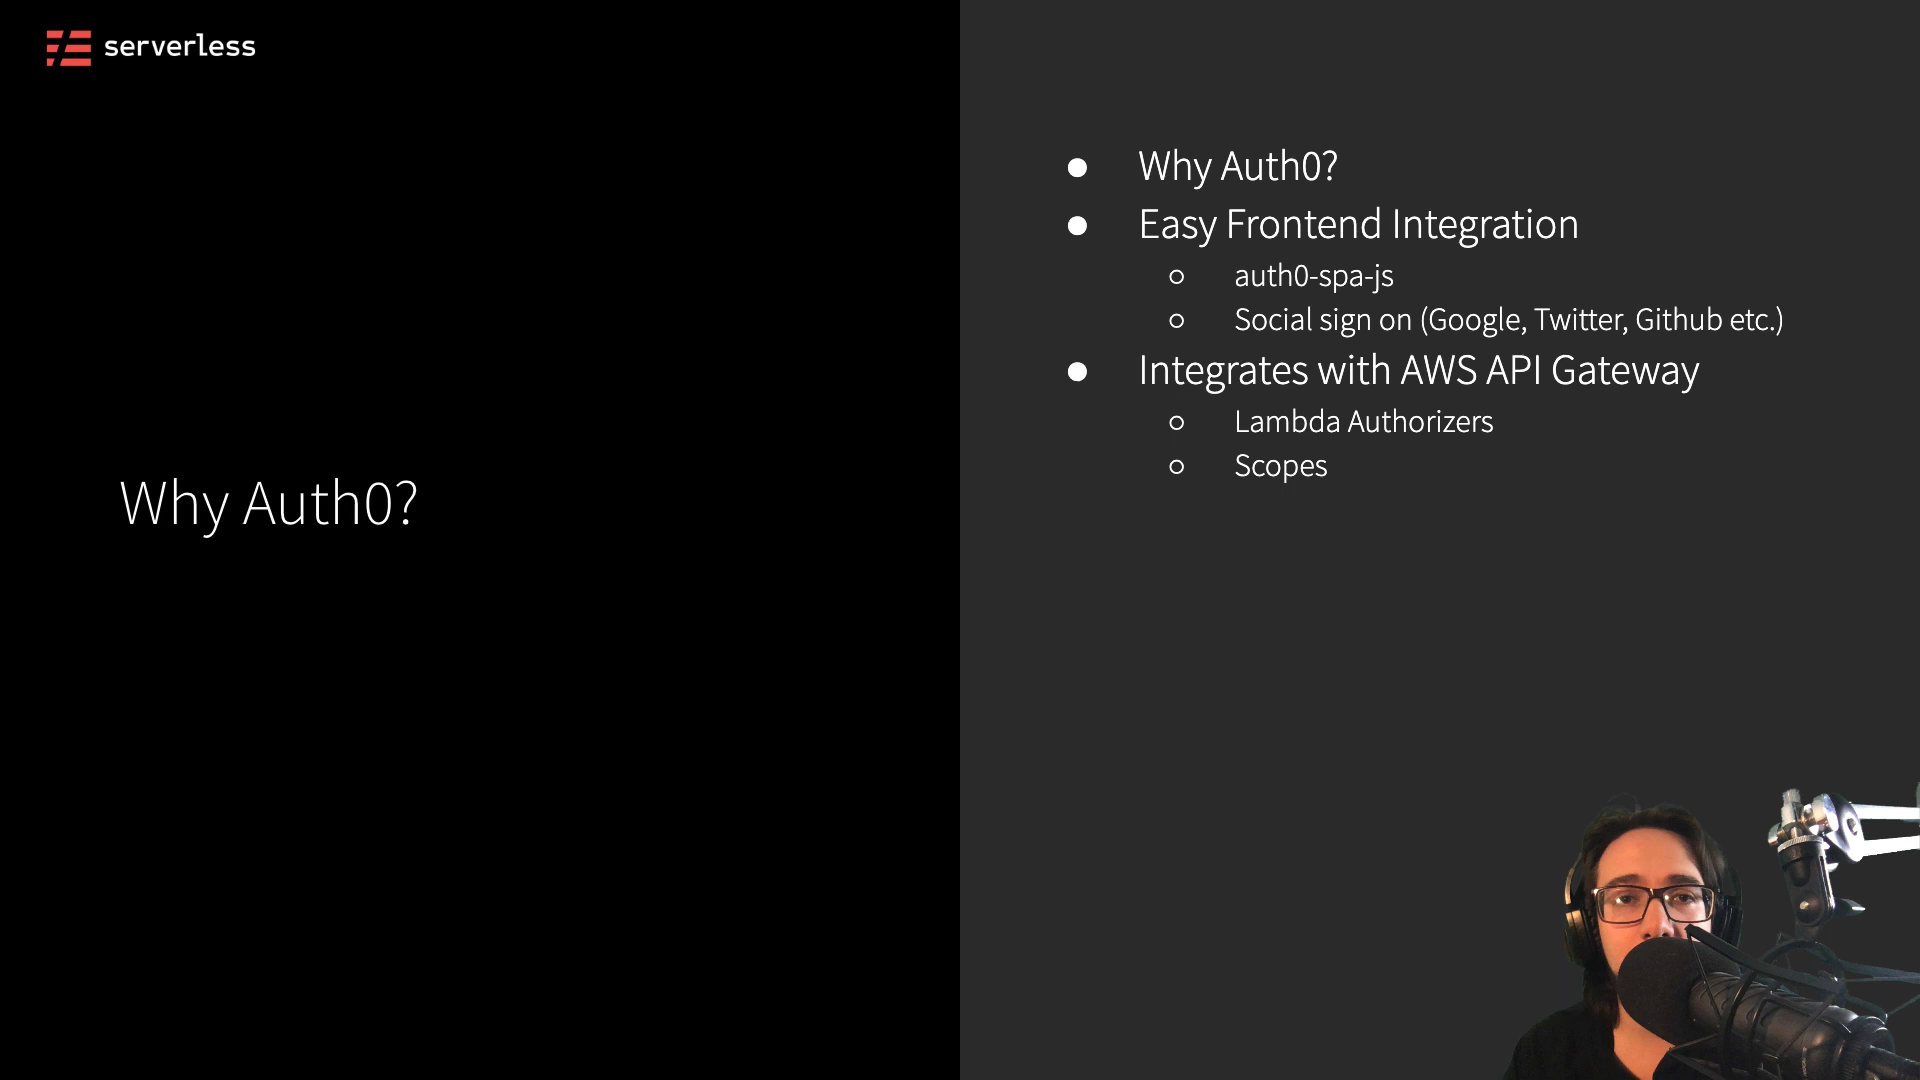 serverless
Why Auth0?
Why Auth0?
Easy Frontend Integration
auth0-spa-js
Social sign on (Google, Twitter, Github etc.)
Integrates with AWS API Gateway
Lambda Authorizers
Scopes